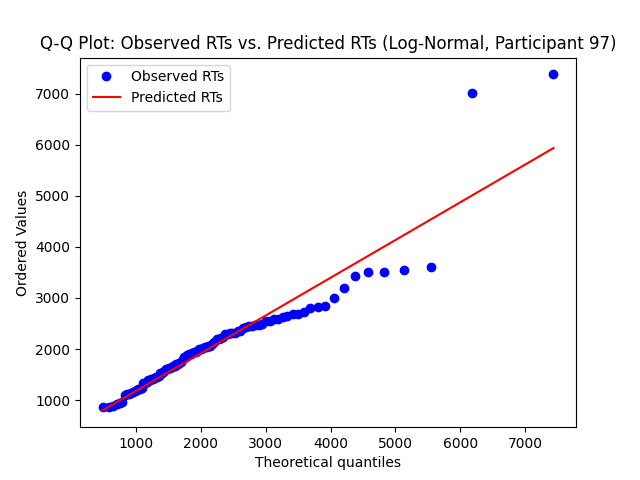 Q-Q Plot: Observed RTs vs. Predicted RTs (Log-Normal, Participant 97)
Observed RTs
Predicted RTs
Ordered Values
7000
6000
5000
4000
3000
2000
1000
1000 2000 3000 4000 5000 6000 7000
Theoretical quantiles